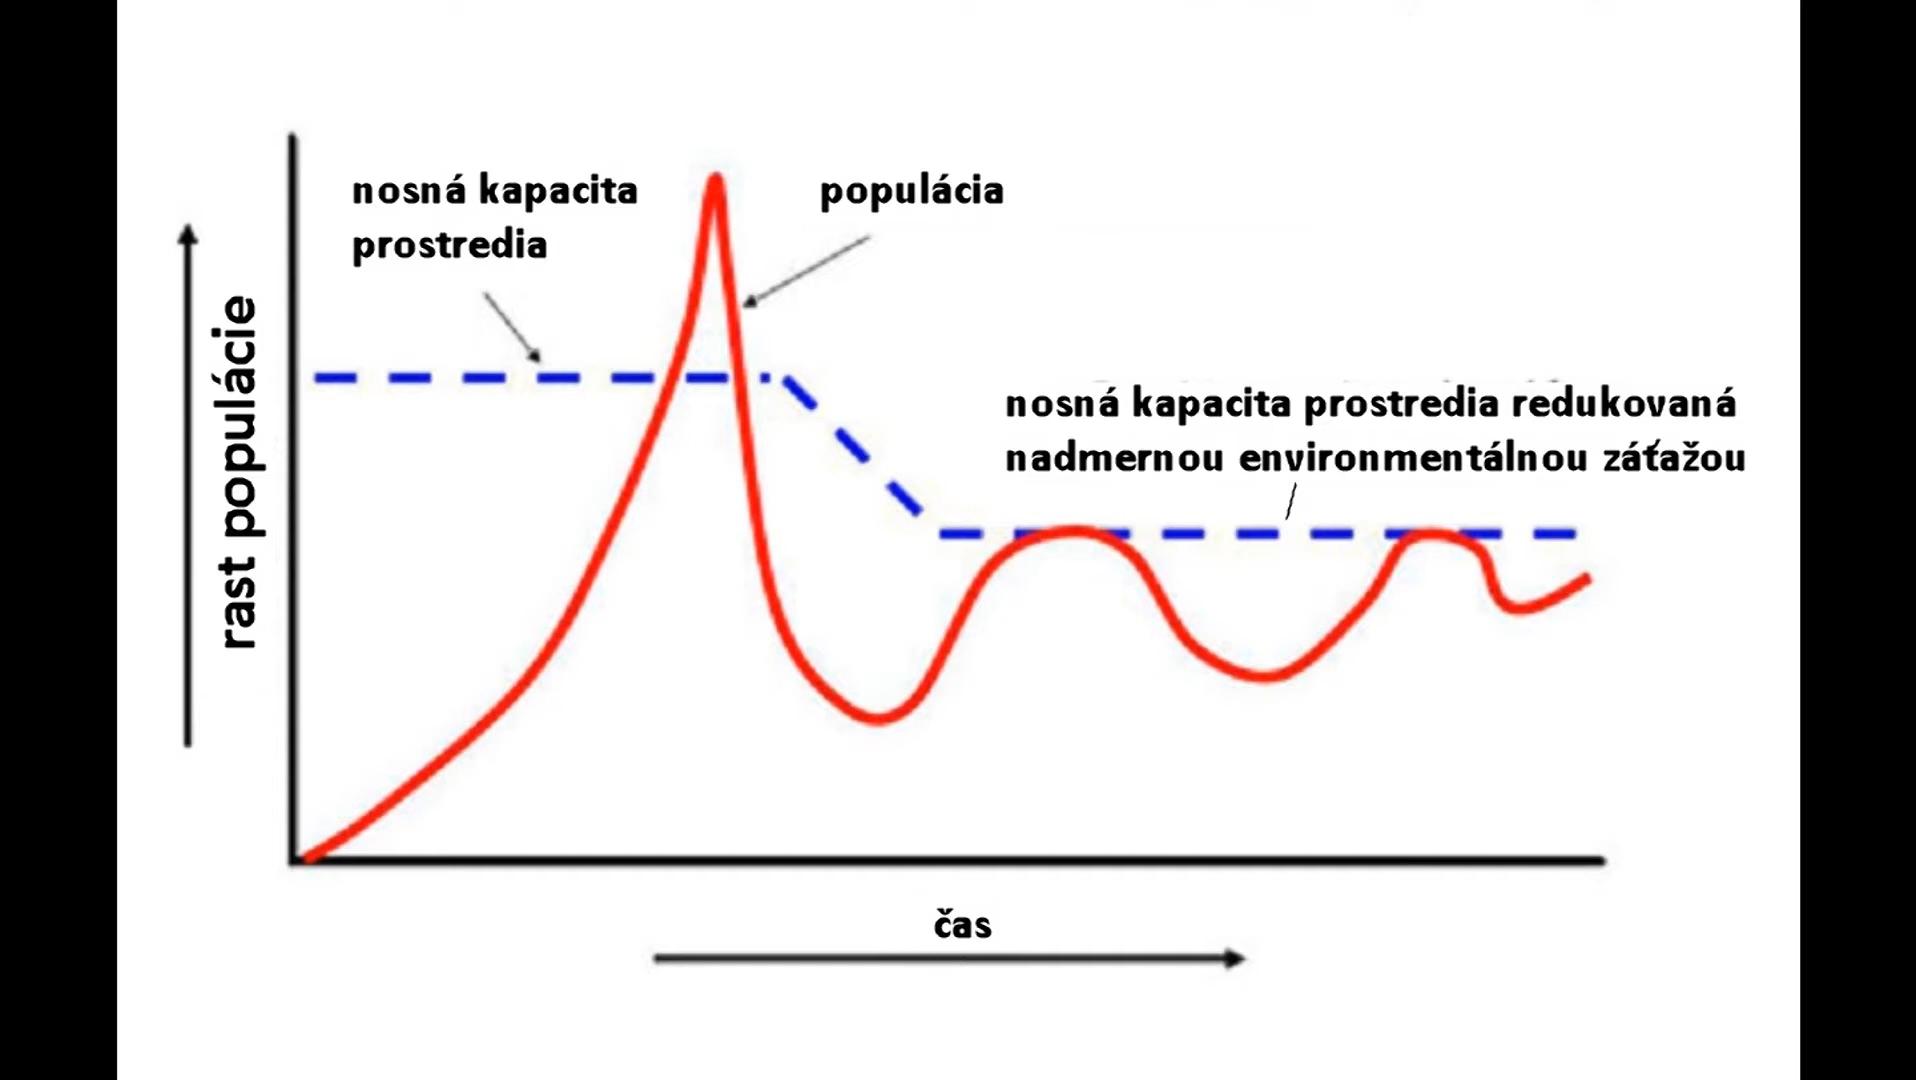 nosná kapacita
prostredia
populácia
rast populácie
nosná kapacita prostredia redukovaná
nadmernou environmentálnou záťažou
čas